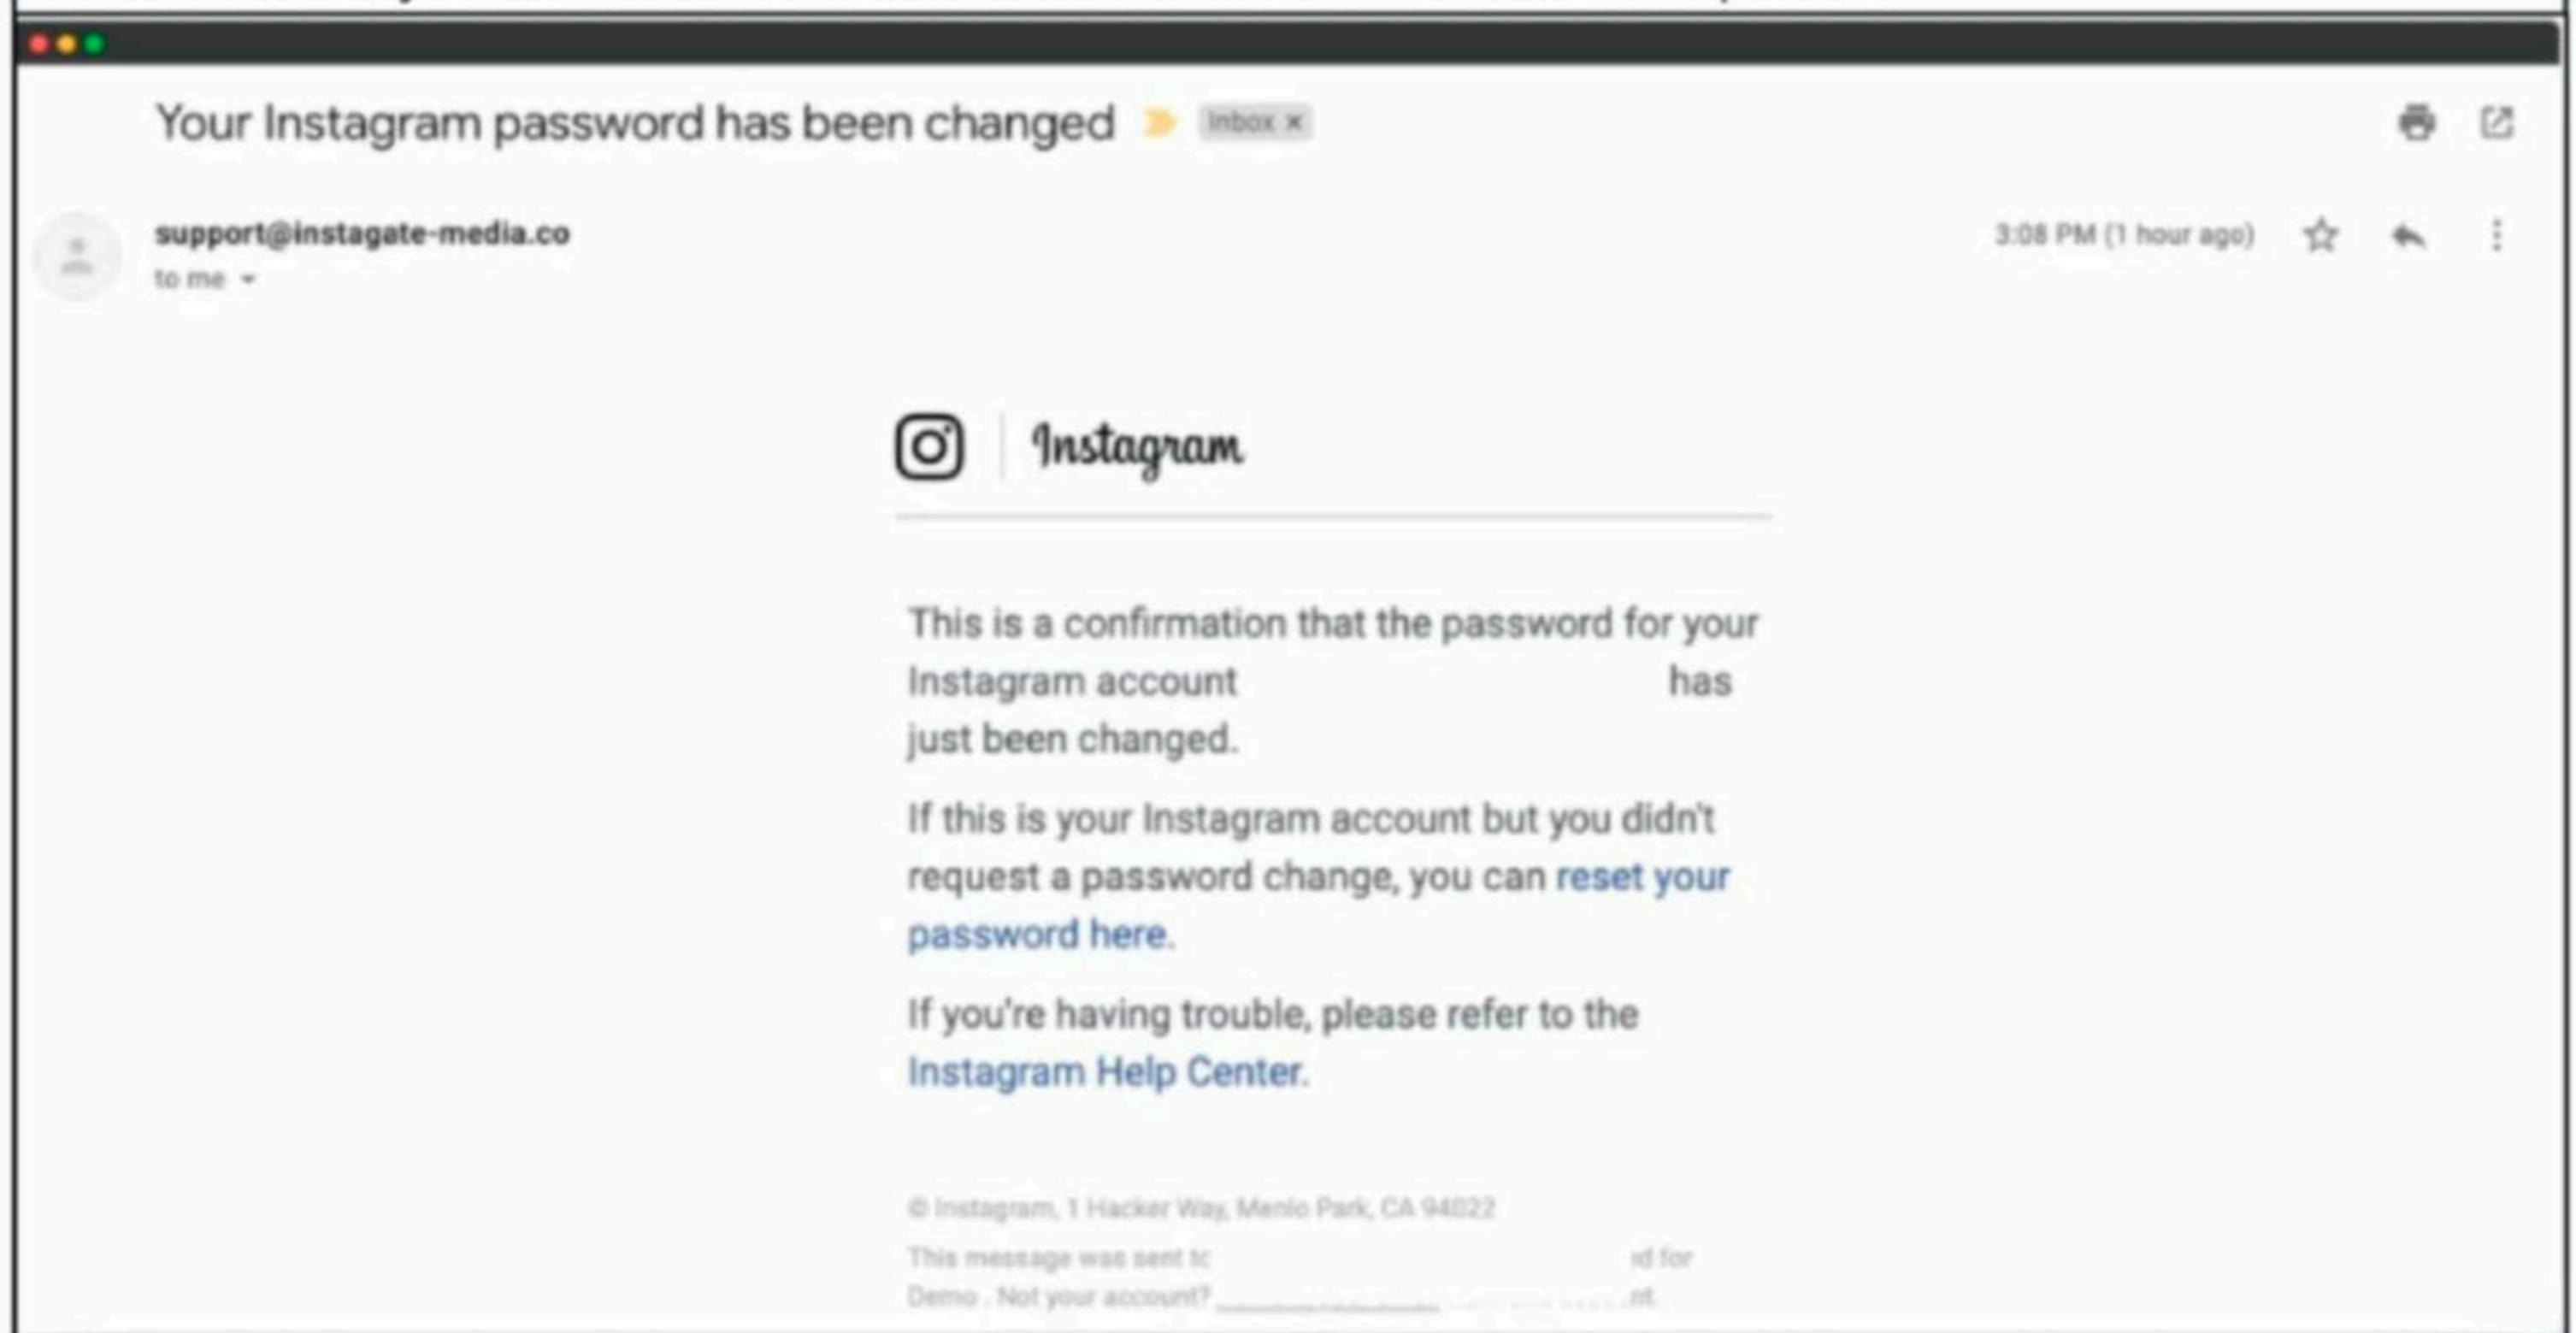 Your Instagram password has been changed Inbox ×
support@instagate-media.co 3:08 PM (1 hour ago)
to me
Instagram
This is a confirmation that the password for your
Instagram account has
just been changed.
If this is your Instagram account but you didn't
request a password change, you can reset your
password here.
If you're having trouble, please refer to the
Instagram Help Center.
© Instagram, 1 Hacker Way, Menlo Park, CA 94022
This message was sent for
Demo . Not your account?